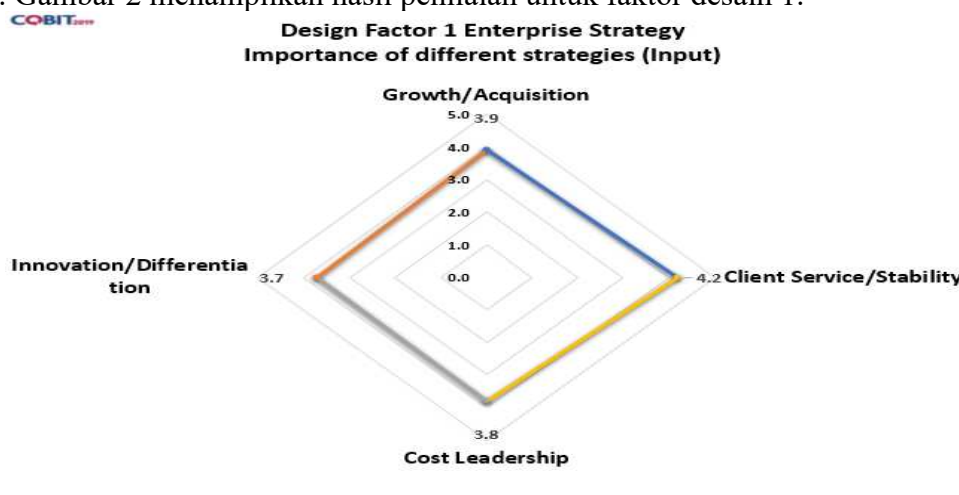 . Gambar 2 menampilkan hasil penilaian untuk faktor desain 1.
COBIT2019
Design Factor 1 Enterprise Strategy
Importance of different strategies (Input)
Growth/Acquisition
5.0 3.9
4.0
3.0
2.0
1.0
Innovation/Differentia
tion
3.7
0.0
4.2 Client Service/Stability
3.8
Cost Leadership